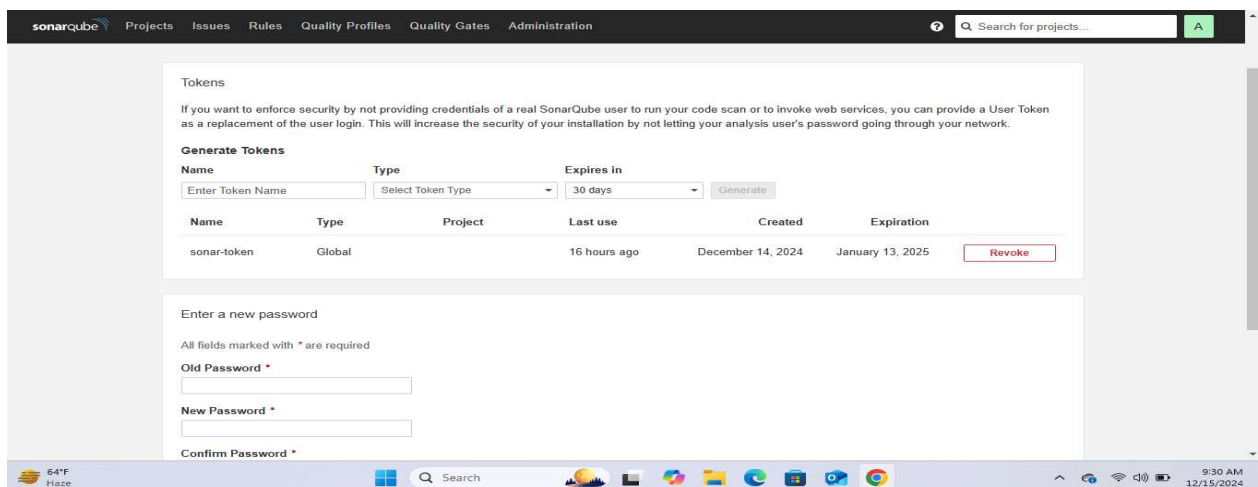 sonarqube Projects Issues Rules Quality Profiles Quality Gates Administration ? Search for projects... A
Tokens
If you want to enforce security by not providing credentials of a real SonarQube user to run your code scan or to invoke web services, you can provide a User Token
as a replacement of the user login. This will increase the security of your installation by not letting your analysis user's password going through your network.
Generate Tokens
Name Type Expires in
Enter Token Name Select Token Type 30 days Generate
Name Type Project Last use Created Expiration
sonar-token Global 16 hours ago December 14, 2024 January 13, 2025 Revoke
Enter a new password
All fields marked with * are required
Old Password *
New Password *
Confirm Password *
64°F
Haze
Search
9:30 AM
12/15/2024